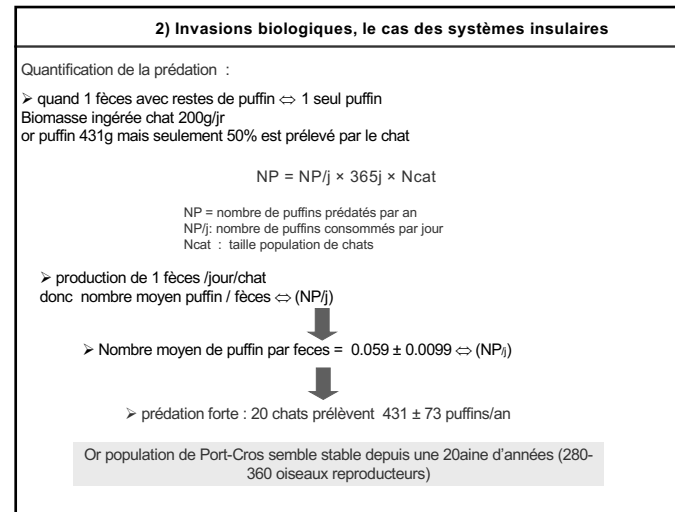 2) Invasions biologiques, le cas des systèmes insulaires
Quantification de la prédation :
➢ quand 1 fèces avec restes de puffin ⇔ 1 seul puffin
Biomasse ingérée chat 200g/jr
or puffin 431g mais seulement 50% est prélevé par le chat
NP = NP/j × 365j × Ncat
NP = nombre de puffins prédatés par an
NP/j: nombre de puffins consommés par jour
Ncat : taille population de chats
➢ production de 1 fèces /jour/chat
donc nombre moyen puffin / fèces ⇔ (NP/j)
➢ Nombre moyen de puffin par feces = 0.059 ± 0.0099 ⇔ (NP/j)
➢ prédation forte : 20 chats prélèvent 431 ± 73 puffins/an
Or population de Port-Cros semble stable depuis une 20aine d'années (280-
360 oiseaux reproducteurs)